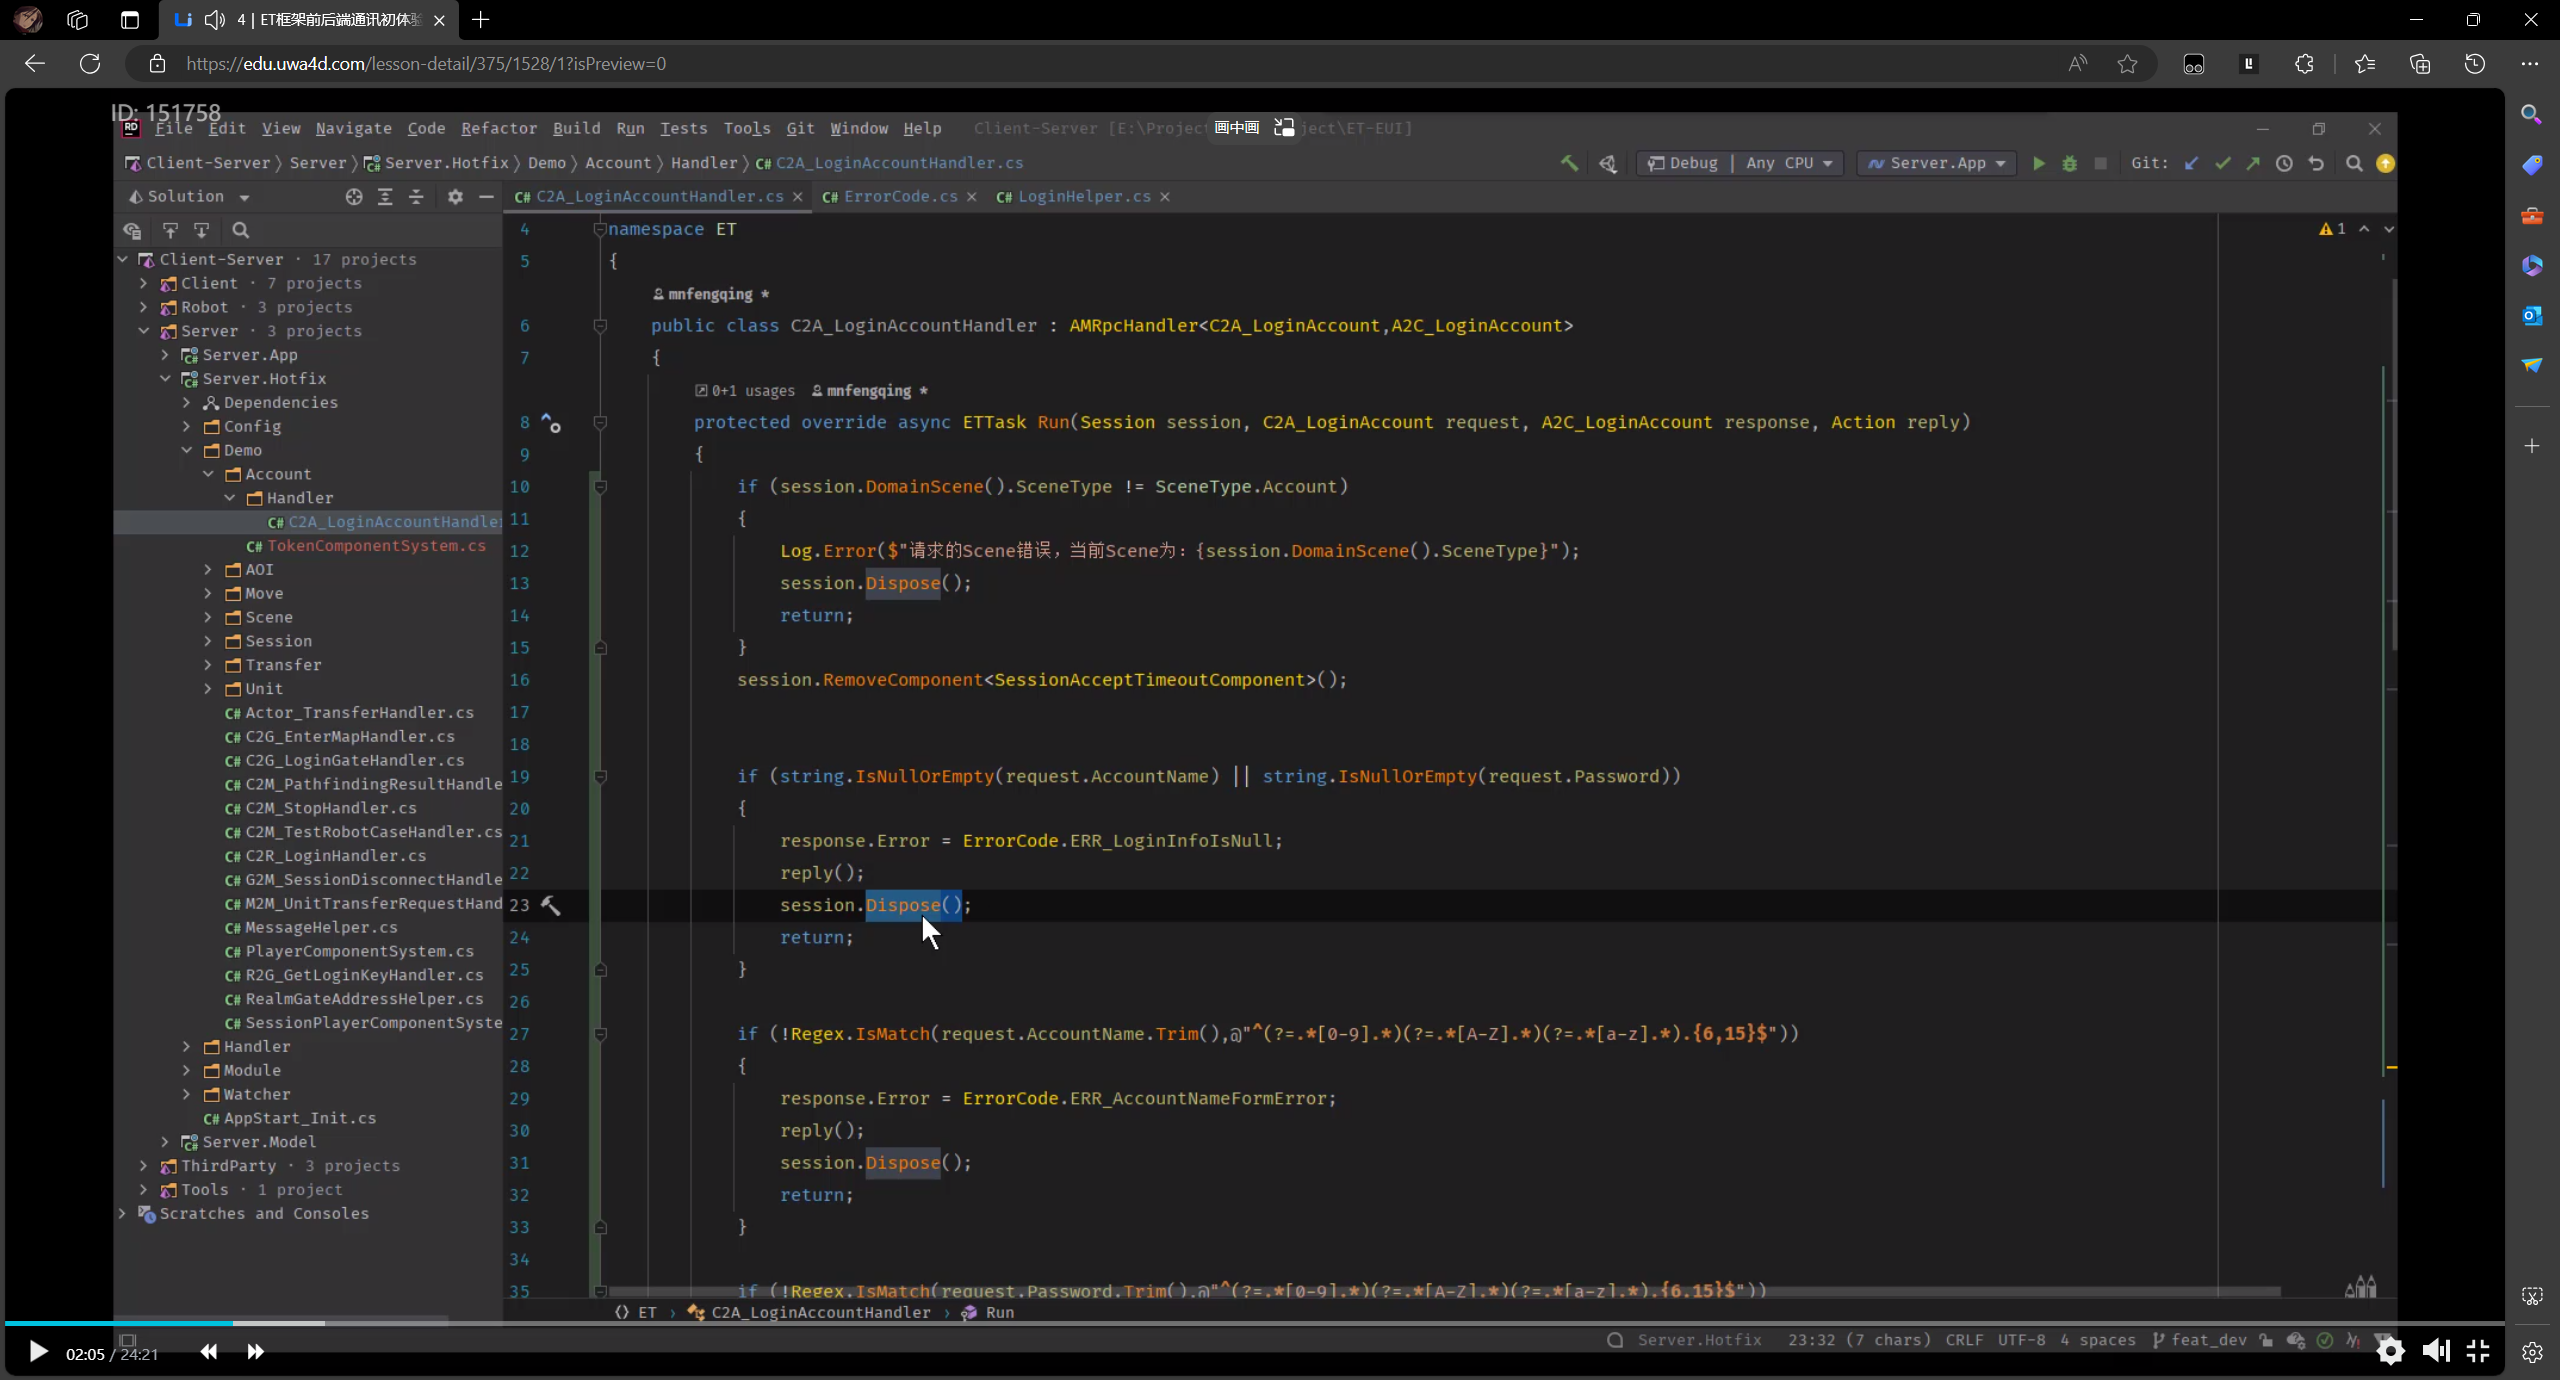 4 | ET框架前后端通讯初体验
https://edu.uwa4d.com/lesson-detail/375/1528/1?isPreview=0
ID: 151758
File Edit View Navigate Code Refactor Build Run Tests Tools Git Window Help Client-Server [E:\Project
画中画
ject\ET-EUI]
Client-Server Server Server.Hotfix Demo Account Handler C# C2A_LoginAccountHandler.cs
Debug | Any CPU
Server.App
Git:
Solution
C# C2A_LoginAccountHandler.cs
C# ErrorCode.cs
C# LoginHelper.cs
Client-Server · 17 projects
Client · 7 projects
Robot · 3 projects
Server · 3 projects
Server.App
Server.Hotfix
Dependencies
Config
Demo
Account
Handler
C# C2A_LoginAccountHandle
C# TokenComponentSystem.cs
AOI
Move
Scene
Session
Transfer
Unit
C# Actor_TransferHandler.cs
C# C2G_EnterMapHandler.cs
C# C2G_LoginGateHandler.cs
C# C2M_PathfindingResultHandle
C# C2M_StopHandler.cs
C# C2M_TestRobotCaseHandler.cs
C# C2R_LoginHandler.cs
C# G2M_SessionDisconnectHandle
C# M2M_UnitTransferRequestHand
C# MessageHelper.cs
C# PlayerComponentSystem.cs
C# R2G_GetLoginKeyHandler.cs
C# RealmGateAddressHelper.cs
C# SessionPlayerComponentSyste
Handler
Module
Watcher
C# AppStart_Init.cs
Server.Model
ThirdParty · 3 projects
Tools · 1 project
Scratches and Consoles
4 namespace ET
5 {
mnfengqing *
6 public class C2A_LoginAccountHandler : AMRpcHandler<C2A_LoginAccount,A2C_LoginAccount>
7 {
0+1 usages mnfengqing *
8 protected override async ETTask Run(Session session, C2A_LoginAccount request, A2C_LoginAccount response, Action reply)
9 {
10 if (session.DomainScene().SceneType != SceneType.Account)
11 {
12 Log.Error($"请求的Scene错误，当前Scene为：{session.DomainScene().SceneType}");
13 session.Dispose();
14 return;
15 }
16 session.RemoveComponent<SessionAcceptTimeoutComponent>();
17
18
19 if (string.IsNullOrEmpty(request.AccountName) || string.IsNullOrEmpty(request.Password))
20 {
21 response.Error = ErrorCode.ERR_LoginInfoIsNull;
22 reply();
23 session.Dispose();
24 return;
25 }
26
27 if (!Regex.IsMatch(request.AccountName.Trim(),@"^(?=.*[0-9].*)(?=.*[A-Z].*)(?=.*[a-z].*).{6,15}$"))
28 {
29 response.Error = ErrorCode.ERR_AccountNameFormError;
30 reply();
31 session.Dispose();
32 return;
33 }
34
35 if (!Regex.IsMatch(request.Password.Trim(),@"^(?=.*[0-9].*)(?=.*[A-Z].*)(?=.*[a-z].*).{6,15}$"))
1
ET C2A_LoginAccountHandler Run
02:05 / 24:21
Server.Hotfix 23:32 (7 chars) CRLF UTF-8 4 spaces feat_dev